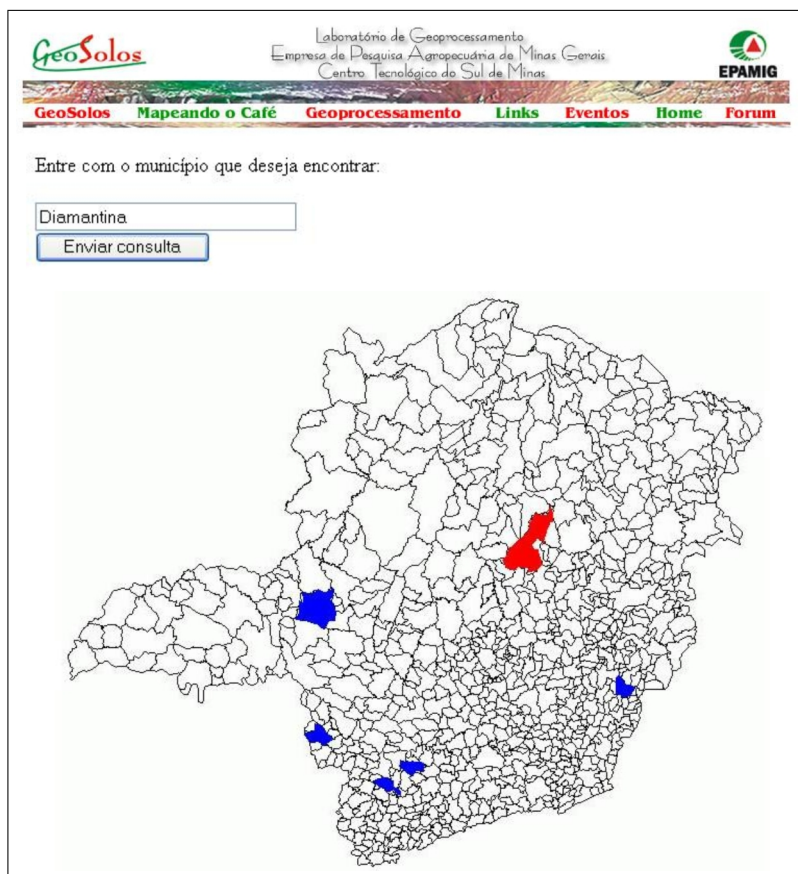 GeoSolos
Laboratório de Geoprocessamento
Empresa de Pesquisa Agropecuária de Minas Gerais
Centro Tecnológico do Sul de Minas
EPAMIG
GeoSolos Mapeando o Café Geoprocessamento Links Eventos Home Forum
Entre com o município que deseja encontrar:
Diamantina
Enviar consulta